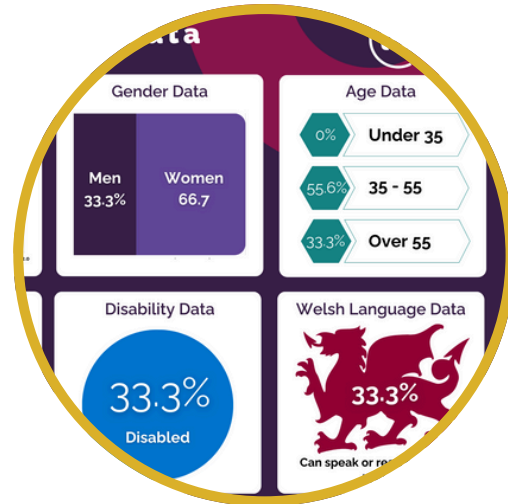 Gender Data
Men
33.3%
Women
66.7
Age Data
0% Under 35
55.6% 35 - 55
33.3% Over 55
Disability Data
33.3%
Disabled
Welsh Language Data
33.3%
Can speak or